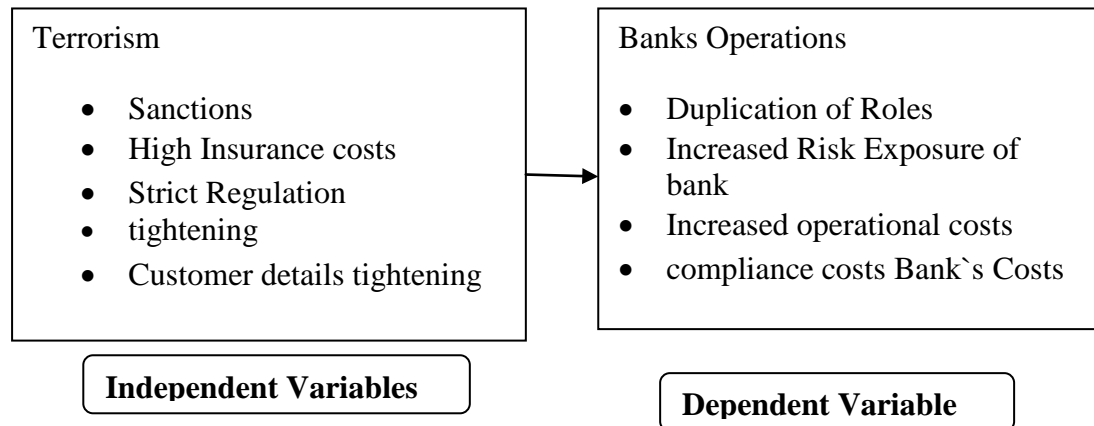 Terrorism
• Sanctions
• High Insurance costs
• Strict Regulation
• tightening
• Customer details tightening
Independent Variables
Banks Operations
• Duplication of Roles
• Increased Risk Exposure of
bank
• Increased operational costs
• compliance costs Bank`s Costs
Dependent Variable